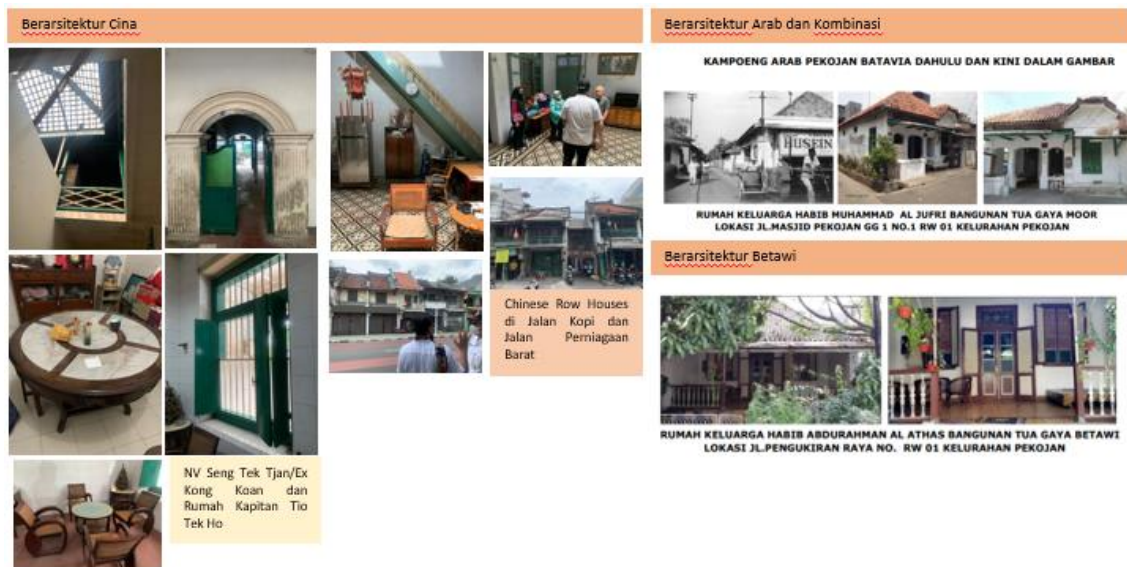 Berarsitektur Cina
NV Seng Tek Tjan/Ex
Kong Koan dan
Rumah Kapitan Tio
Tek Ho
Chinese Row Houses
di Jalan Kopi dan
Jalan Perniagaan
Barat
Berarsitektur Arab dan Kombinasi
KAMPOENG ARAB PEKOJAN BATAVIA DAHULU DAN KINI DALAM GAMBAR
HUSEIN
RUMAH KELUARGA HABIB MUHAMMAD AL JUFRI BANGUNAN TUA GAYA MOOR
LOKASI JL.MASJID PEKOJAN GG 1 NO.1 RW 01 KELURAHAN PEKOJAN
Berarsitektur Betawi
RUMAH KELUARGA HABIB ABDURAHMAN AL ATHAS BANGUNAN TUA GAYA BETAWI
LOKASI JL.PENGUKIRAN RAYA NO. RW 01 KELURAHAN PEKOJAN